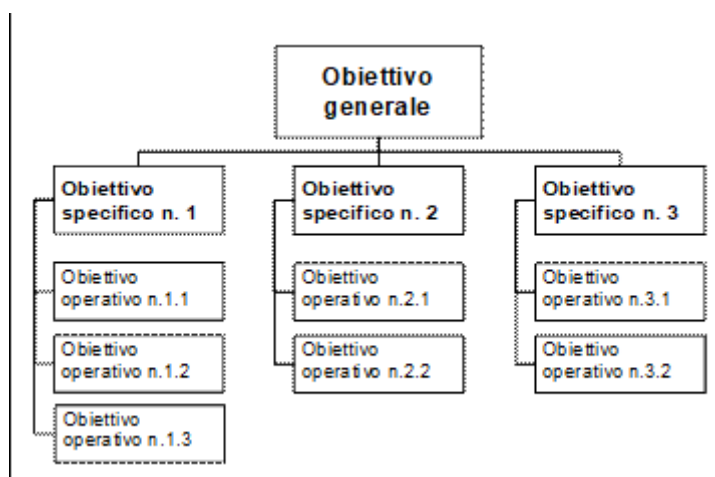 Obiettivo
generale
Obiettivo
specifico n. 1
Obiettivo
specifico n. 2
Obiettivo
specifico n. 3
Obiettivo
operativo n.1.1
Obiettivo
operativo n.2.1
Obiettivo
operativo n.3.1
Obiettivo
operativo n.1.2
Obiettivo
operativo n.2.2
Obiettivo
operativo n.3.2
Obiettivo
operativo n.1.3